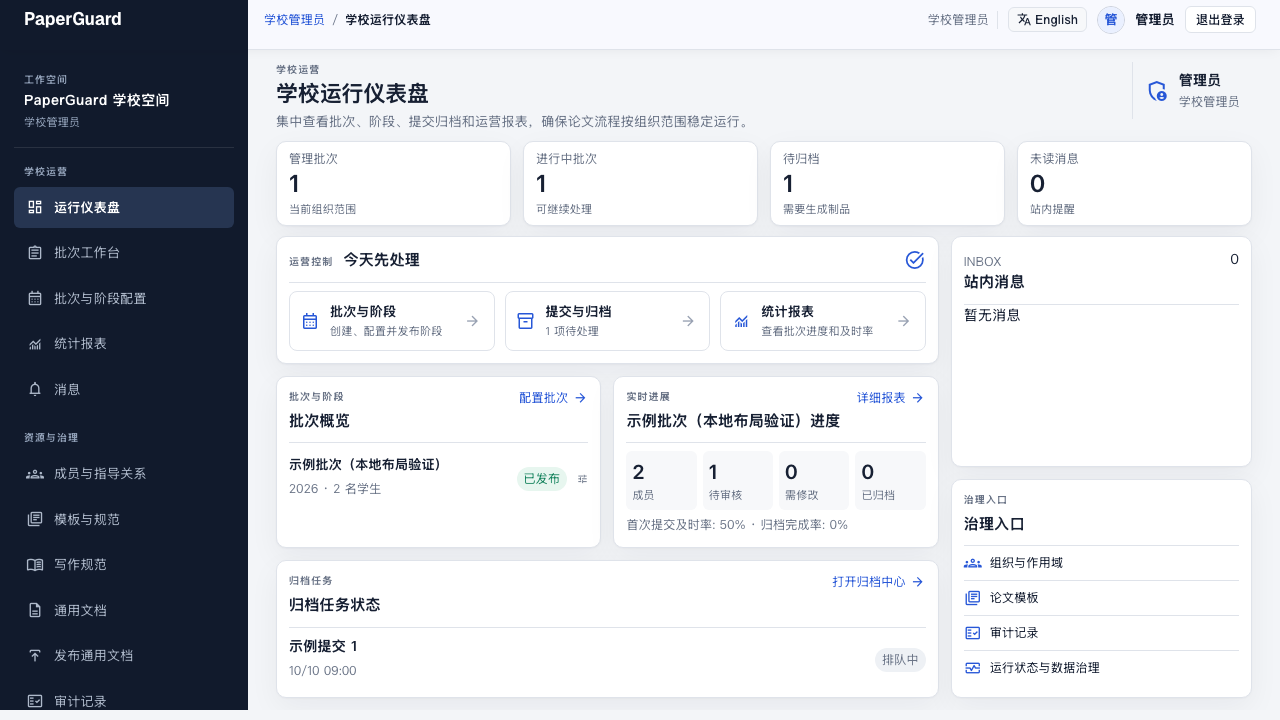 PaperGuard
工作空间
PaperGuard 学校空间
学校管理员
学校运营
运行仪表盘
批次工作台
批次与阶段配置
统计报表
消息
资源与治理
成员与指导关系
模板与规范
写作规范
通用文档
发布通用文档
审计记录
学校管理员 / 学校运行仪表盘
学校管理员
English
管
管理员
退出登录
学校运营
学校运行仪表盘
集中查看批次、阶段、提交归档和运营报表，确保论文流程按组织范围稳定运行。
管理员
学校管理员
管理批次
1
当前组织范围
进行中批次
1
可继续处理
待归档
1
需要生成制品
未读消息
0
站内提醒
运营控制 今天先处理
批次与阶段
创建、配置并发布阶段
提交与归档
1 项待处理
统计报表
查看批次进度和及时率
INBOX
0
站内消息
暂无消息
批次与阶段
配置批次
批次概览
示例批次（本地布局验证）
2026 · 2 名学生
已发布
实时进展
详细报表
示例批次（本地布局验证）进度
2
成员
1
待审核
0
需修改
0
已归档
首次提交及时率: 50% · 归档完成率: 0%
归档任务
打开归档中心
归档任务状态
示例提交 1
10/10 09:00
排队中
治理入口
治理入口
组织与作用域
论文模板
审计记录
运行状态与数据治理